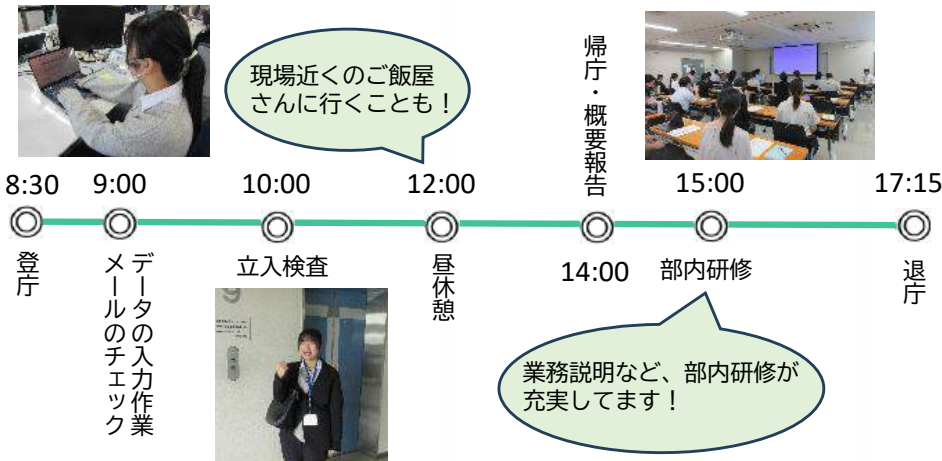 現場近くのご飯屋
さんに行くことも！
帰庁・概要報告
8:30
9:00
10:00
12:00
15:00
17:15
登庁
データの入力作業
メールのチェック
立入検査
昼休憩
14:00
部内研修
退庁
業務説明など、部内研修が
充実してます！